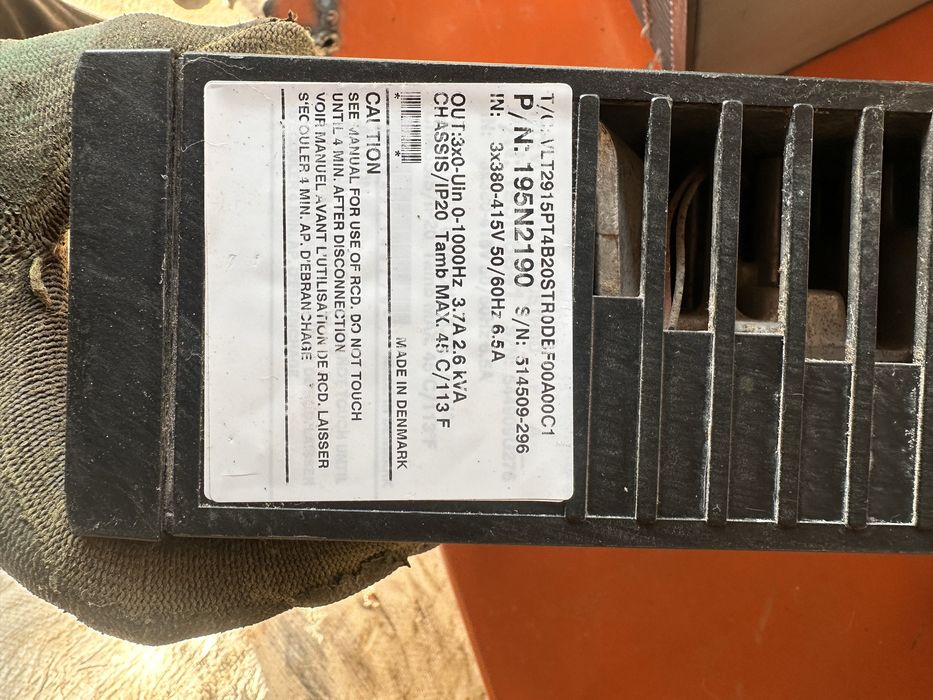 T/C: VLT2915PT4B20STR0DBF00A00C1
P/N: 195N2190 S/N: 514509-296
IN: 3x380-415V 50/60Hz 6.5A
OUT:3x0-Uin 0-1000Hz 3.7A 2.6 kVA
CHASSIS/IP20 Tamb MAX. 45 C/113 F
* * MADE IN DENMARK
CAUTION
SEE MANUAL FOR USE OF RCD. DO NOT TOUCH
UNTIL 4 MIN. AFTER DISCONNECTION
VOIR MANUEL AVANT L'UTILISATION DE RCD. LAISSER
S'ECOULER 4 MIN. AP. DEBRANCHAGE